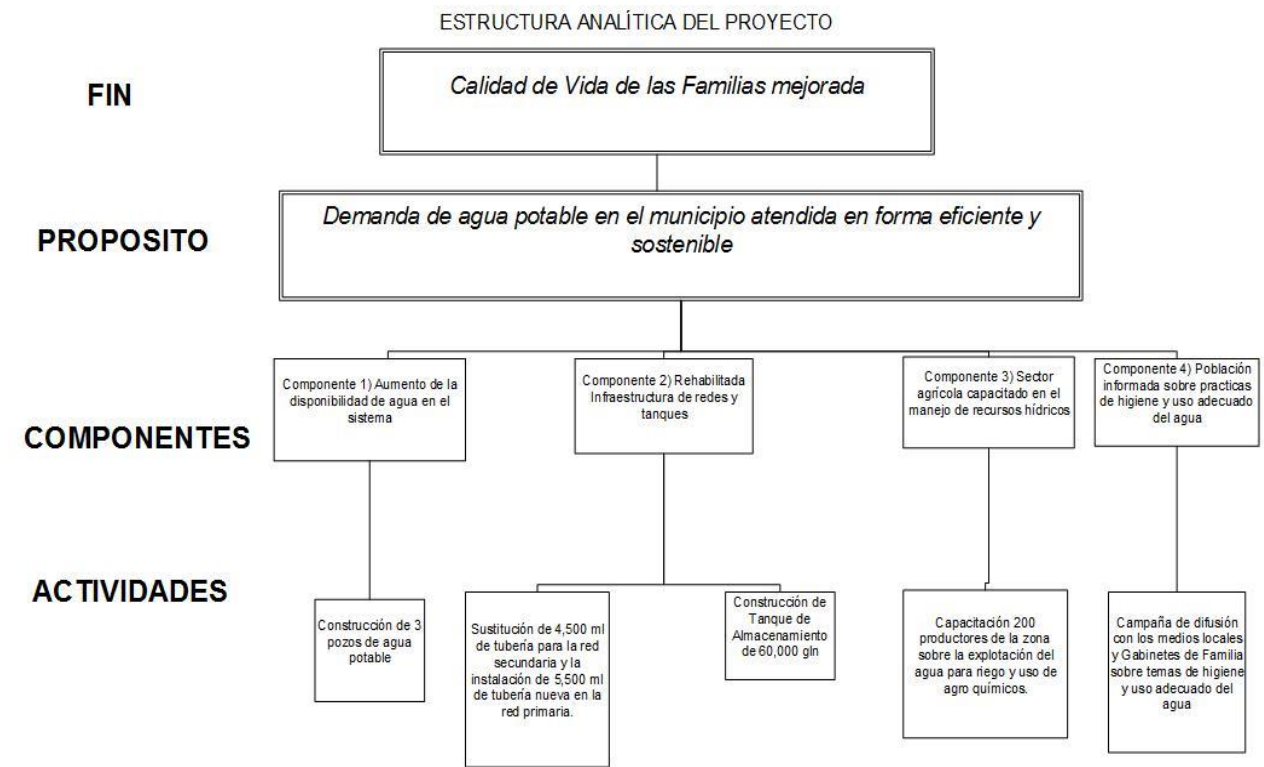 ESTRUCTURA ANALÍTICA DEL PROYECTO
FIN
Calidad de Vida de las Familias mejorada
PROPOSITO
Demanda de agua potable en el municipio atendida en forma eficiente y
sostenible
COMPONENTES
Componente 1) Aumento de la
disponibilidad de agua en el
sistema
Componente 2) Rehabilitada
Infraestructura de redes y
tanques
Componente 3) Sector
agrícola capacitado en el
manejo de recursos hídricos
Componente 4) Población
informada sobre practicas
de higiene y uso adecuado
del agua
ACTIVIDADES
Construcción de 3
pozos de agua
potable
Sustitución de 4,500 ml
de tubería para la red
secundaria y la
instalación de 5,500 ml
de tubería nueva en la
red primaria.
Construcción de
Tanque de
Almacenamiento
de 60,000 gln
Capacitación 200
productores de la zona
sobre la explotación del
agua para riego y uso de
agro químicos.
Campaña de difusión
con los medios locales
y Gabinetes de Familia
sobre temas de higiene
y uso adecuado del
agua